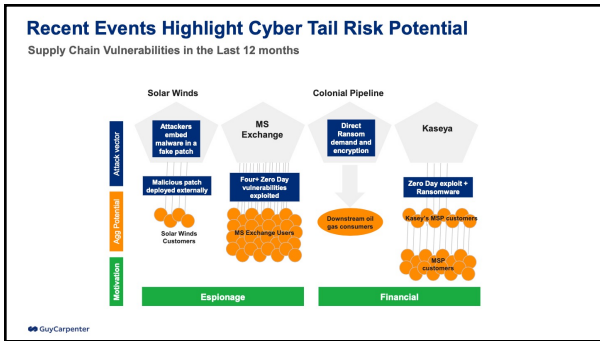 Recent Events Highlight Cyber Tail Risk Potential
Supply Chain Vulnerabilities in the Last 12 months
Solar Winds
Colonial Pipeline
Attack vector
Attackers
embed
malware in a
fake patch
MS
Exchange
Direct
Ransom
demand and
encryption
Kaseya
Malicious patch
deployed externally
Four+ Zero Day
vulnerabilities
exploited
Zero Day exploit +
Ransomware
Agg Potential
Solar Winds
Customers
MS Exchange Users
Downstream oil
gas consumers
Kasey's MSP customers
MSP
customers
Motivation
Espionage
Financial
GuyCarpenter